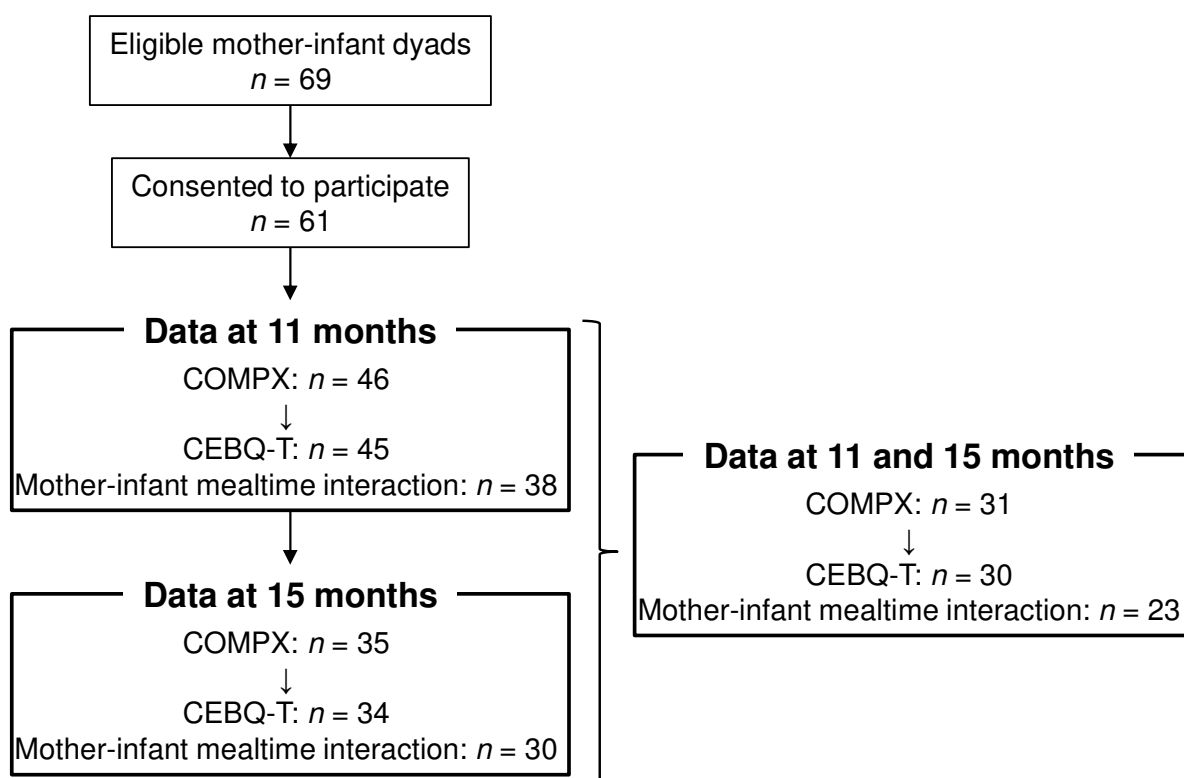 Eligible mother-infant dyads
n = 69
Consented to participate
n = 61
Data at 11 months
COMPX: n = 46
↓
CEBQ-T: n = 45
Mother-infant mealtime interaction: n = 38
Data at 15 months
COMPX: n = 35
↓
CEBQ-T: n = 34
Mother-infant mealtime interaction: n = 30
Data at 11 and 15 months
COMPX: n = 31
↓
CEBQ-T: n = 30
Mother-infant mealtime interaction: n = 23